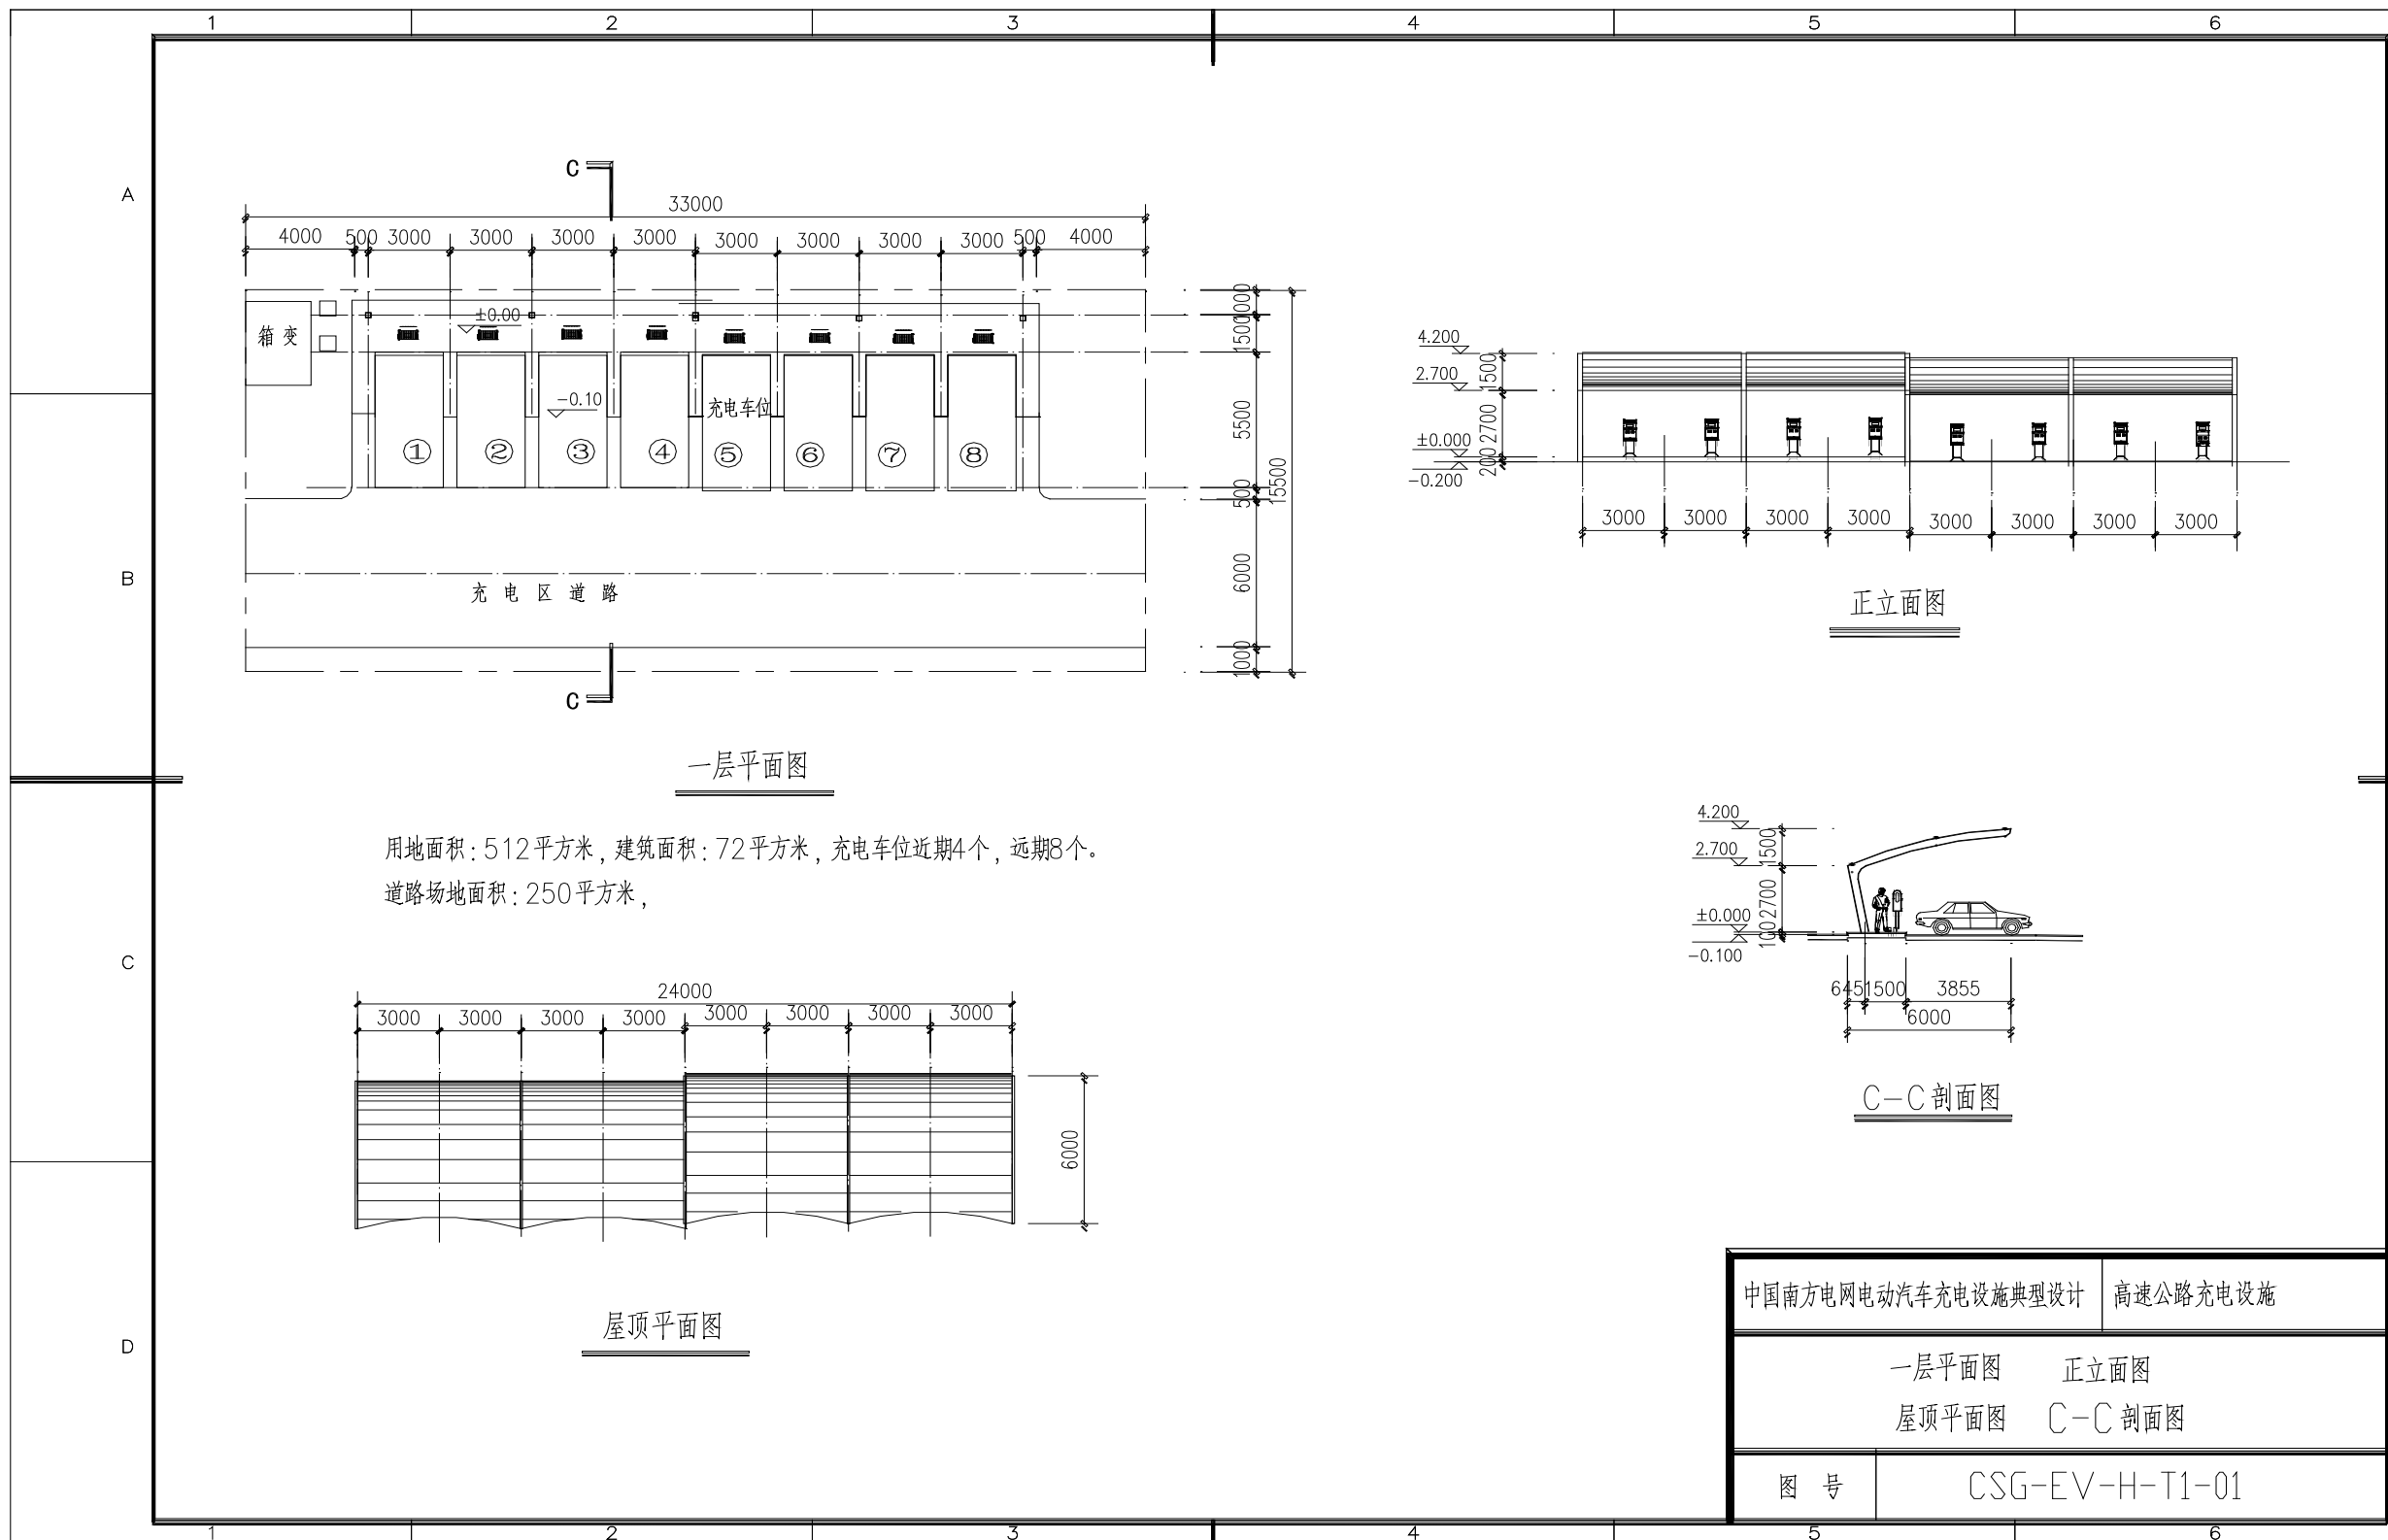 1 2 3 4 5 6
A
B
C
D
C
33000
4000 500 3000 3000 3000 3000 3000 3000 3000 3000 500 4000
箱 变
±0.00
-0.10
充电车位
① ② ③ ④ ⑤ ⑥ ⑦ ⑧
充 电 区 道 路
1500
5500
500
6000
1000
15500
C
一层平面图
4.200
2.700
±0.000
-0.200
1500
2700
200
3000 3000 3000 3000 3000 3000 3000 3000
正立面图
用地面积：512平方米，建筑面积：72平方米，充电车位近期4个，远期8个。
道路场地面积：250平方米，
4.200
2.700
±0.000
-0.100
1500
2700
100
645 1500 3855
6000
C-C剖面图
24000
3000 3000 3000 3000 3000 3000 3000 3000
6000
屋顶平面图
中国南方电网电动汽车充电设施典型设计 高速公路充电设施
一层平面图 正立面图
屋顶平面图 C-C剖面图
图 号 CSG-EV-H-T1-01
1 2 3 4 5 6